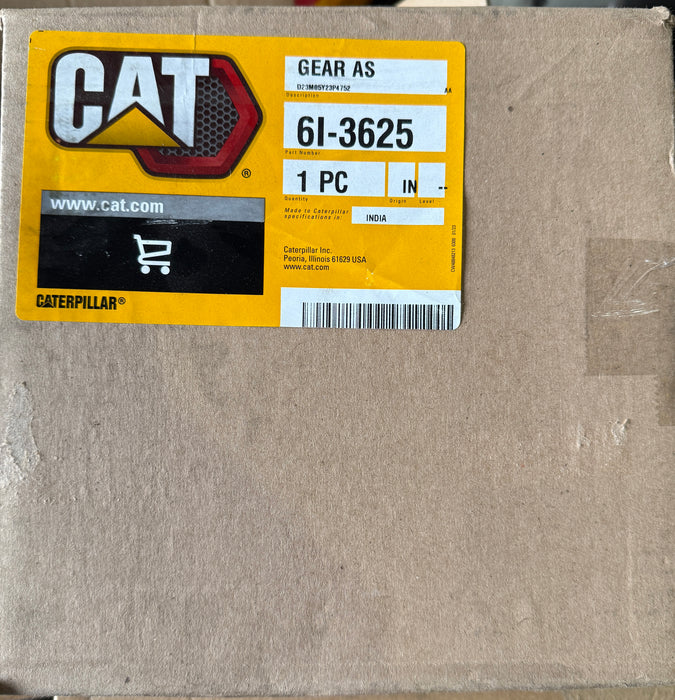 CAT
®
www.cat.com
CATERPILLAR®
GEAR AS
D23M05Y23P4752 AA
Description
6I-3625
Part Number
1 PC IN --
Quantity Origin Level
Made to Caterpillar
specifications in: INDIA
Caterpillar Inc.
Peoria, Illinois 61629 USA
www.cat.com